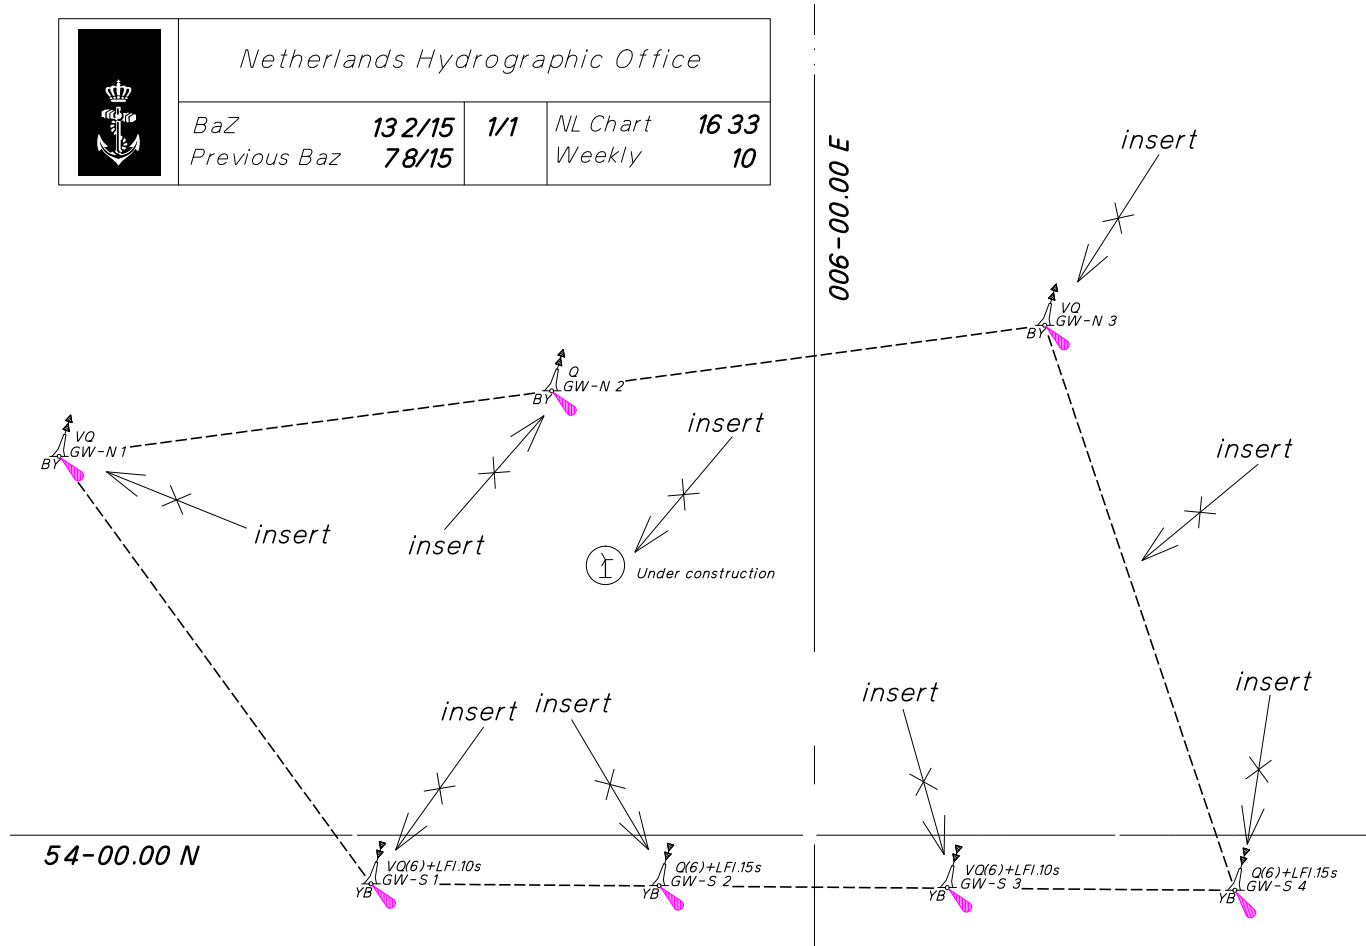 Netherlands Hydrographic Office
BaZ 13 2/15 1/1 NL Chart 16 33
Previous Baz 7 8/15 Weekly 10
006-00.00 E
insert
VQ
GW-N 3
BY
Q
GW-N 2
BY
insert
VQ
GW-N 1
BY
insert
insert
insert
Under construction
insert
insert
insert
insert
insert
54-00.00 N
VQ(6)+LFl.10s
GW-S 1
YB
Q(6)+LFl.15s
GW-S 2
YB
VQ(6)+LFl.10s
GW-S 3
YB
Q(6)+LFl.15s
GW-S 4
YB